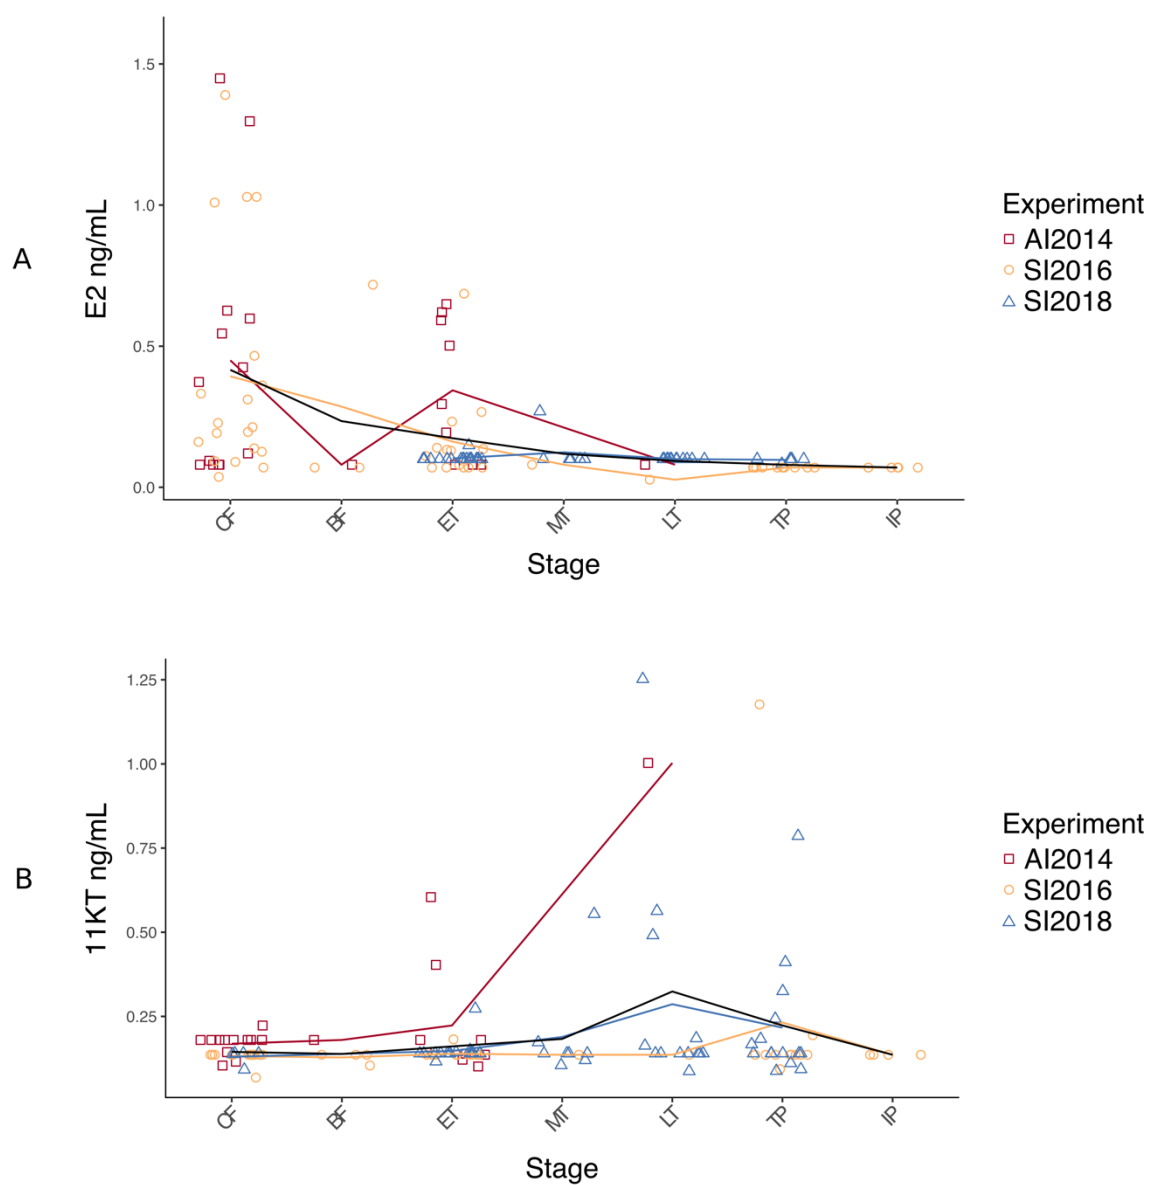 A
E2 ng/mL
1.5
1.0
0.5
0.0
OF
BF
ET
MT
LT
TP
IP
Stage
Experiment
AI2014
SI2016
SI2018
B
11KT ng/mL
1.25
1.00
0.75
0.50
0.25
OF
BF
ET
MT
LT
TP
IP
Stage
Experiment
AI2014
SI2016
SI2018